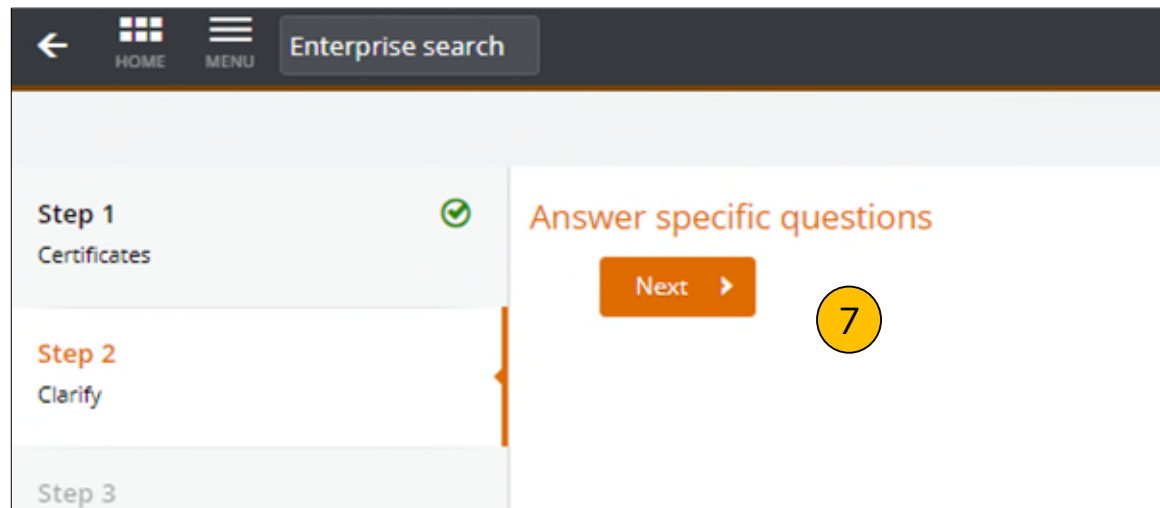 HOME
MENU
Enterprise search
Step 1
Certificates
Answer specific questions
Next
7
Step 2
Clarify
Step 3